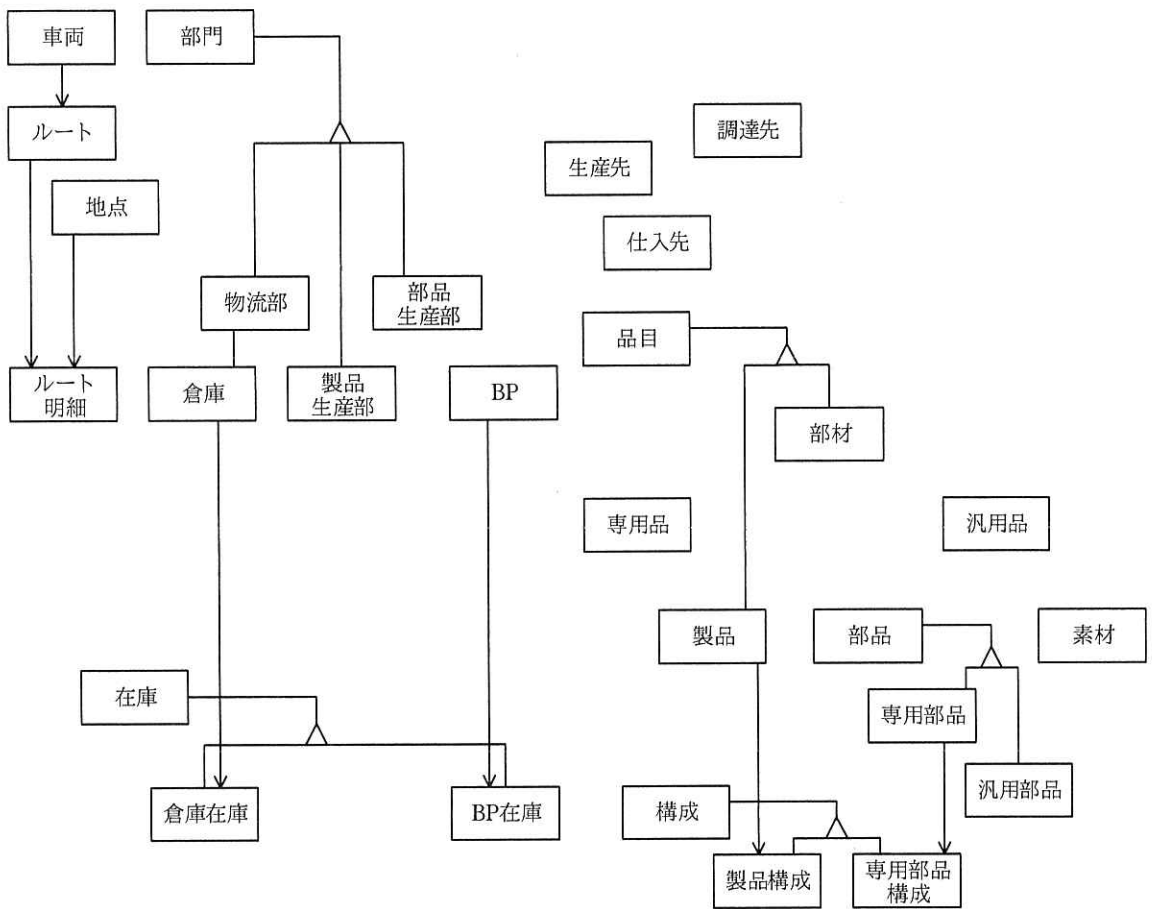 車両
部門
ルート
調達先
生産先
地点
仕入先
物流部
部品
生産部
品目
ルート
明細
倉庫
製品
生産部
BP
部材
専用品
汎用品
製品
部品
素材
在庫
専用部品
汎用部品
倉庫在庫
BP在庫
構成
製品構成
専用部品
構成